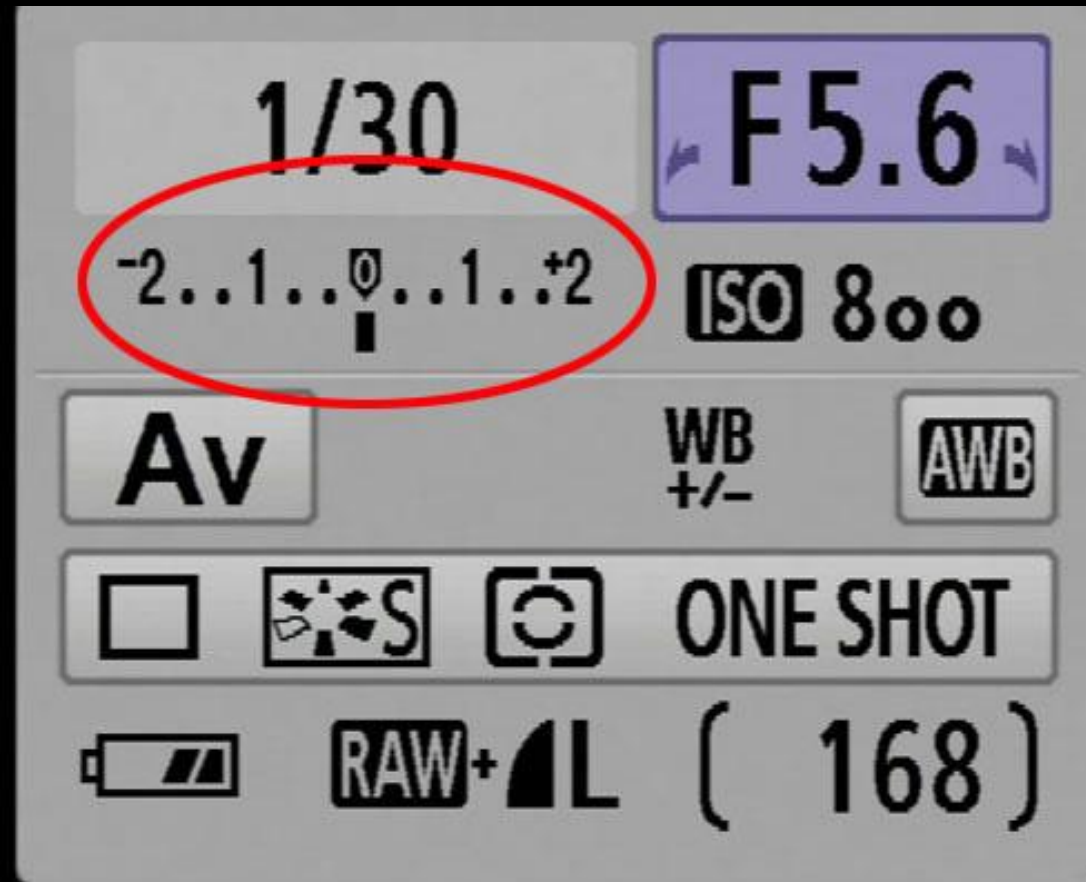 1/30 F5.6
-2..1..0..1..+2 ISO 800
Av WB +/- AWB
S ONE SHOT
RAW+L (168)